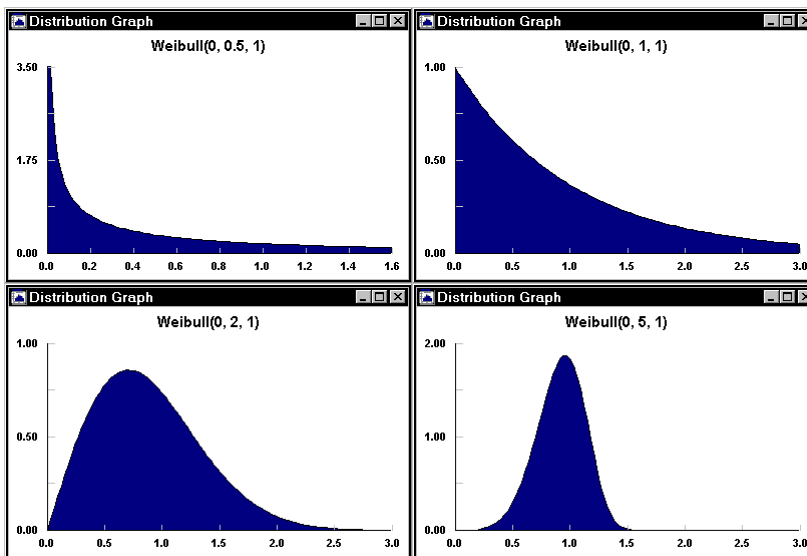 Distribution Graph
Weibull(0, 0.5, 1)
3.50
1.75
0.00
0.0 0.2 0.4 0.6 0.8 1.0 1.2 1.4 1.6
Distribution Graph
Weibull(0, 1, 1)
1.00
0.50
0.00
0.0 0.5 1.0 1.5 2.0 2.5 3.0
Distribution Graph
Weibull(0, 2, 1)
1.00
0.50
0.00
0.0 0.5 1.0 1.5 2.0 2.5 3.0
Distribution Graph
Weibull(0, 5, 1)
2.00
1.00
0.00
0.0 0.5 1.0 1.5 2.0 2.5 3.0